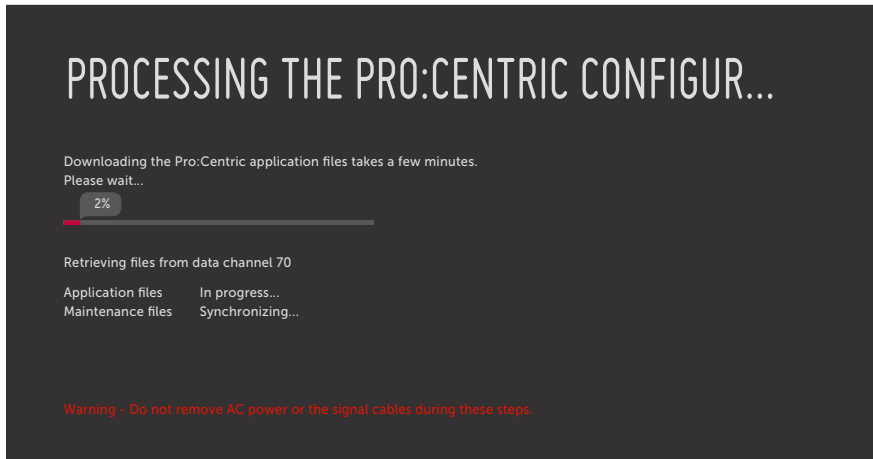 PROCESSING THE PRO:CENTRIC CONFIGUR...
Downloading the Pro:Centric application files takes a few minutes.
Please wait...
2%
Retrieving files from data channel 70
Application files In progress...
Maintenance files Synchronizing...
Warning - Do not remove AC power or the signal cables during these steps.